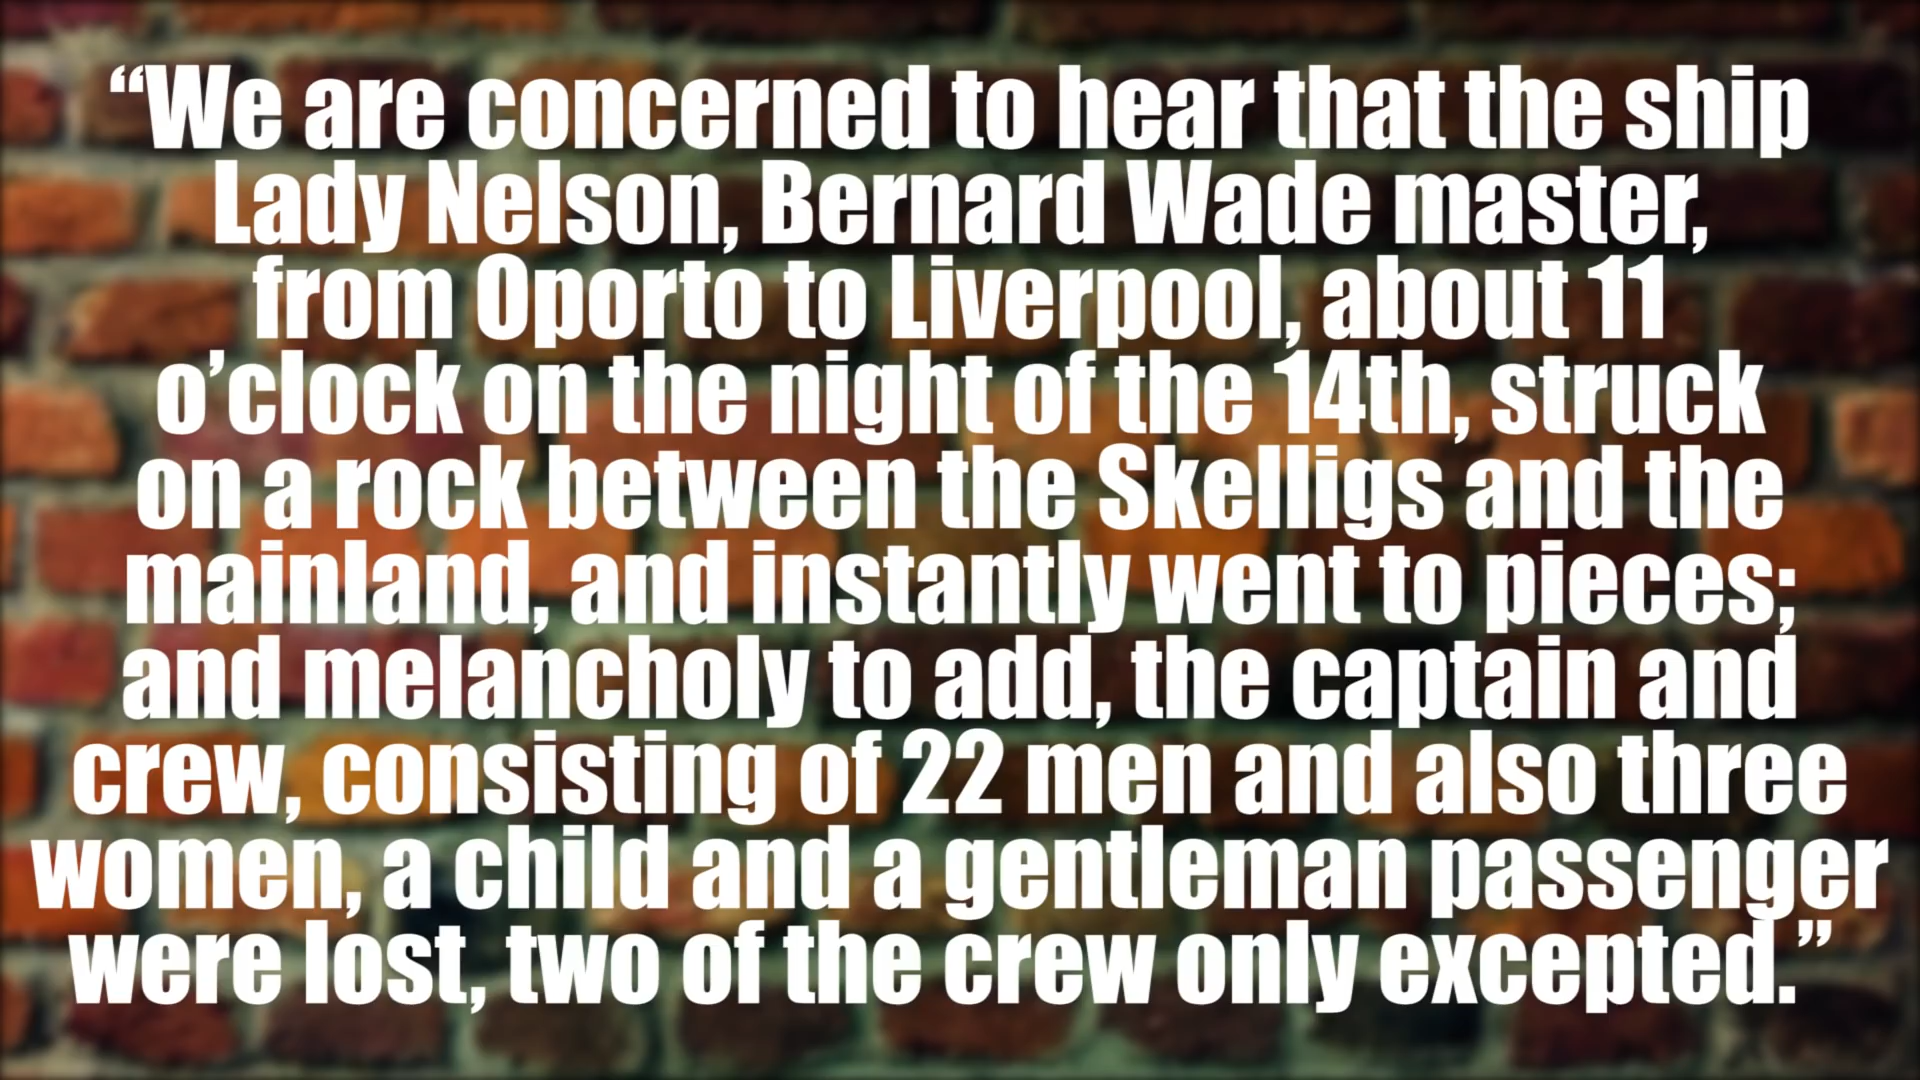 “We are concerned to hear that the ship
Lady Nelson, Bernard Wade master,
from Oporto to Liverpool, about 11
o’clock on the night of the 14th, struck
on a rock between the Skelligs and the
mainland, and instantly went to pieces;
and melancholy to add, the captain and
crew, consisting of 22 men and also three
women, a child and a gentleman passenger
were lost, two of the crew only excepted.”